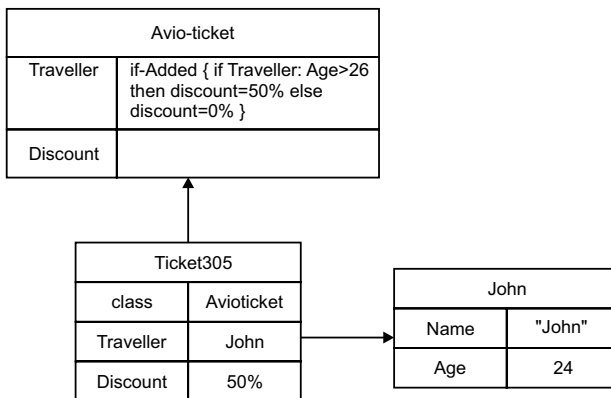 Avio-ticket
Traveller
if-Added { if Traveller: Age>26
then discount=50% else
discount=0% }
Discount
Ticket305
class
Avioticket
Traveller
John
Discount
50%
John
Name
"John"
Age
24